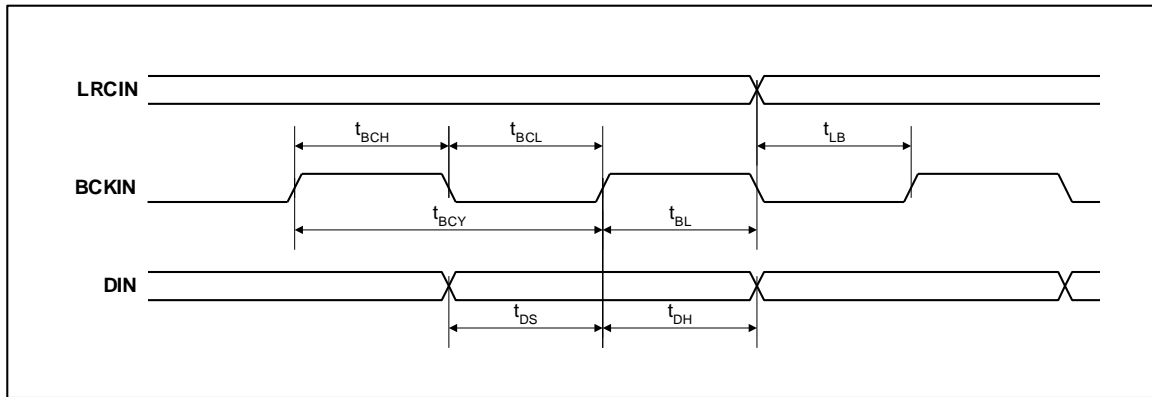 LRCIN
t_BCH
t_BCL
t_LB
BCKIN
t_BCY
t_BL
DIN
t_DS
t_DH